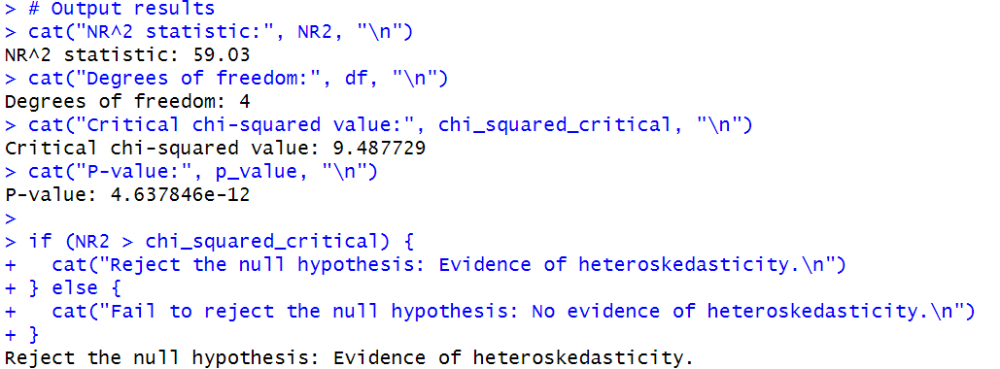 > # Output results
> cat("NR^2 statistic:", NR2, "\n")
NR^2 statistic: 59.03
> cat("Degrees of freedom:", df, "\n")
Degrees of freedom: 4
> cat("Critical chi-squared value:", chi_squared_critical, "\n")
Critical chi-squared value: 9.487729
> cat("P-value:", p_value, "\n")
P-value: 4.637846e-12
>
> if (NR2 > chi_squared_critical) {
+   cat("Reject the null hypothesis: Evidence of heteroskedasticity.\n")
+ } else {
+   cat("Fail to reject the null hypothesis: No evidence of heteroskedasticity.\n")
+ }
Reject the null hypothesis: Evidence of heteroskedasticity.